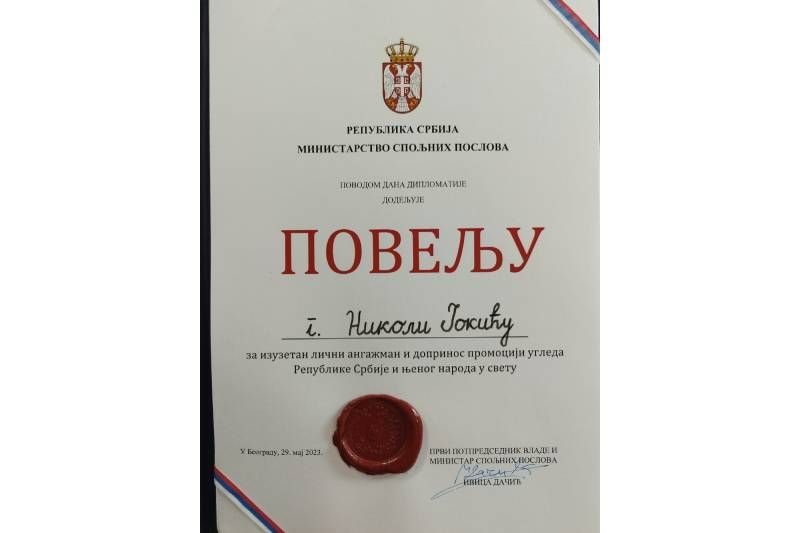 РЕПУБЛИКА СРБИЈА
МИНИСТАРСТВО СПОЉНИХ ПОСЛОВА
ПОВОДОМ ДАНА ДИПЛОМАТИЈЕ
ДОДЕЉУЈЕ
ПОВЕЉУ
г. Николи Јокићу
за изузетан лични ангажман и допринос промоцији угледа
Републике Србије и њеног народа у свету
У Београду, 29. мај 2023.
ПРВИ ПОТПРЕДСЕДНИК ВЛАДЕ И
МИНИСТАР СПОЉНИХ ПОСЛОВА
ИВИЦА ДАЧИЋ